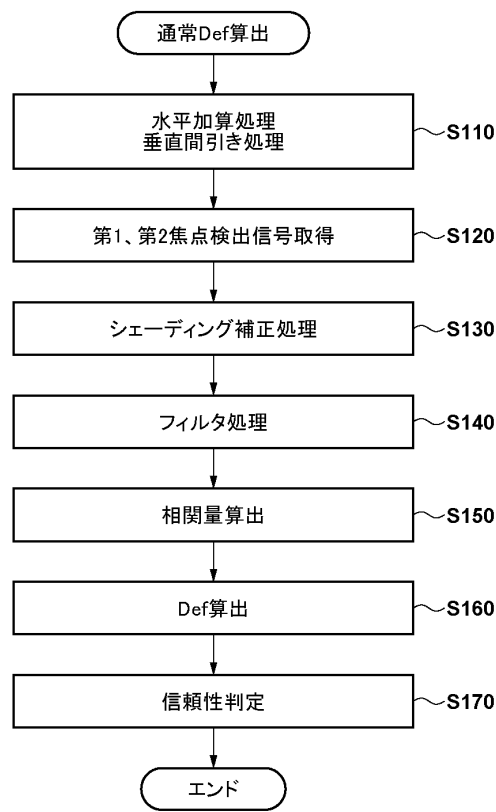 通常Def算出
水平加算処理
垂直間引き処理
S110
第1、第2焦点検出信号取得
S120
シェーディング補正処理
S130
フィルタ処理
S140
相関量算出
S150
Def算出
S160
信頼性判定
S170
エンド